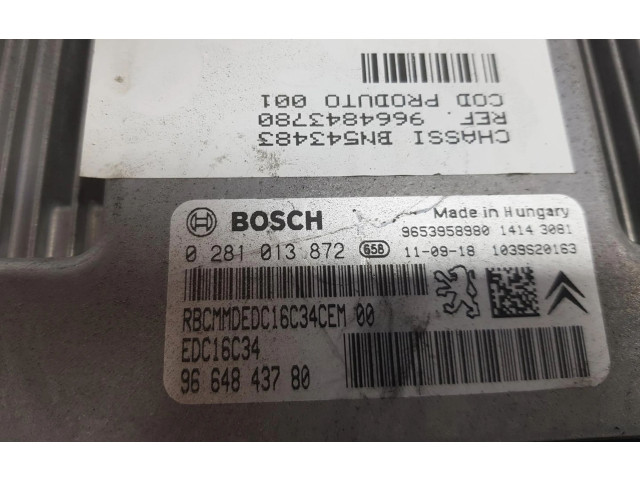 CHASSI BN543483
REF. 9664843780
COD PRODUTO 001
BOSCH
Made in Hungary
0 281 013 872 658
9653958980 1414 3081
11-09-18 1039S20163
RBCMMDEDC16C34CEM 00
EDC16C34
96 648 437 80